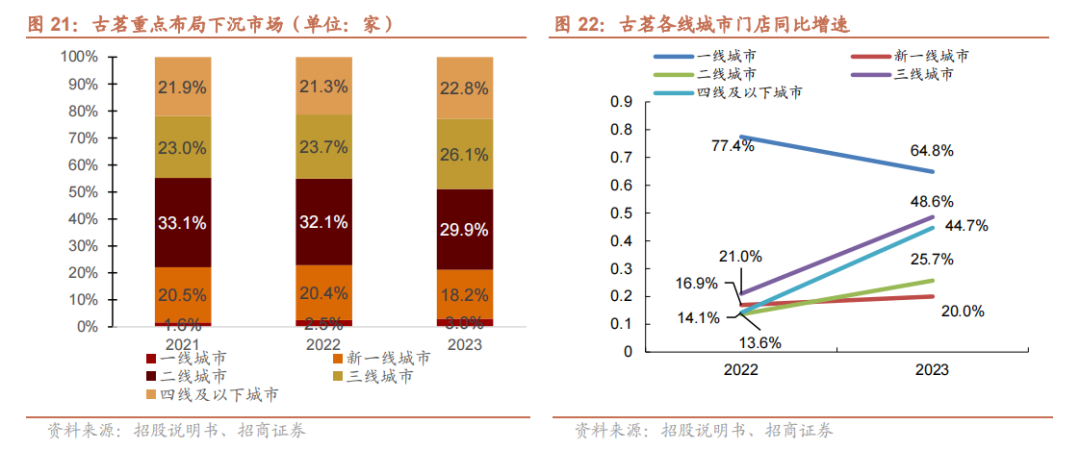 图 21：古茗重点布局下沉市场（单位：家）
100%
90%
80%
70%
60%
50%
40%
30%
20%
10%
0%
21.9% 21.3% 22.8%
23.0% 23.7% 26.1%
33.1% 32.1% 29.9%
20.5% 20.4% 18.2%
1.6% 2.5% 3.0%
2021 2022 2023
一线城市 新一线城市
二线城市 三线城市
四线及以下城市
资料来源：招股说明书、招商证券
图 22：古茗各线城市门店同比增速
一线城市 新一线城市
二线城市 三线城市
四线及以下城市
0.9
0.8
0.7
0.6
0.5
0.4
0.3
0.2
0.1
0
77.4% 64.8%
48.6%
44.7%
21.0% 25.7%
16.9%
14.1% 20.0%
13.6%
2022 2023
资料来源：招股说明书、招商证券